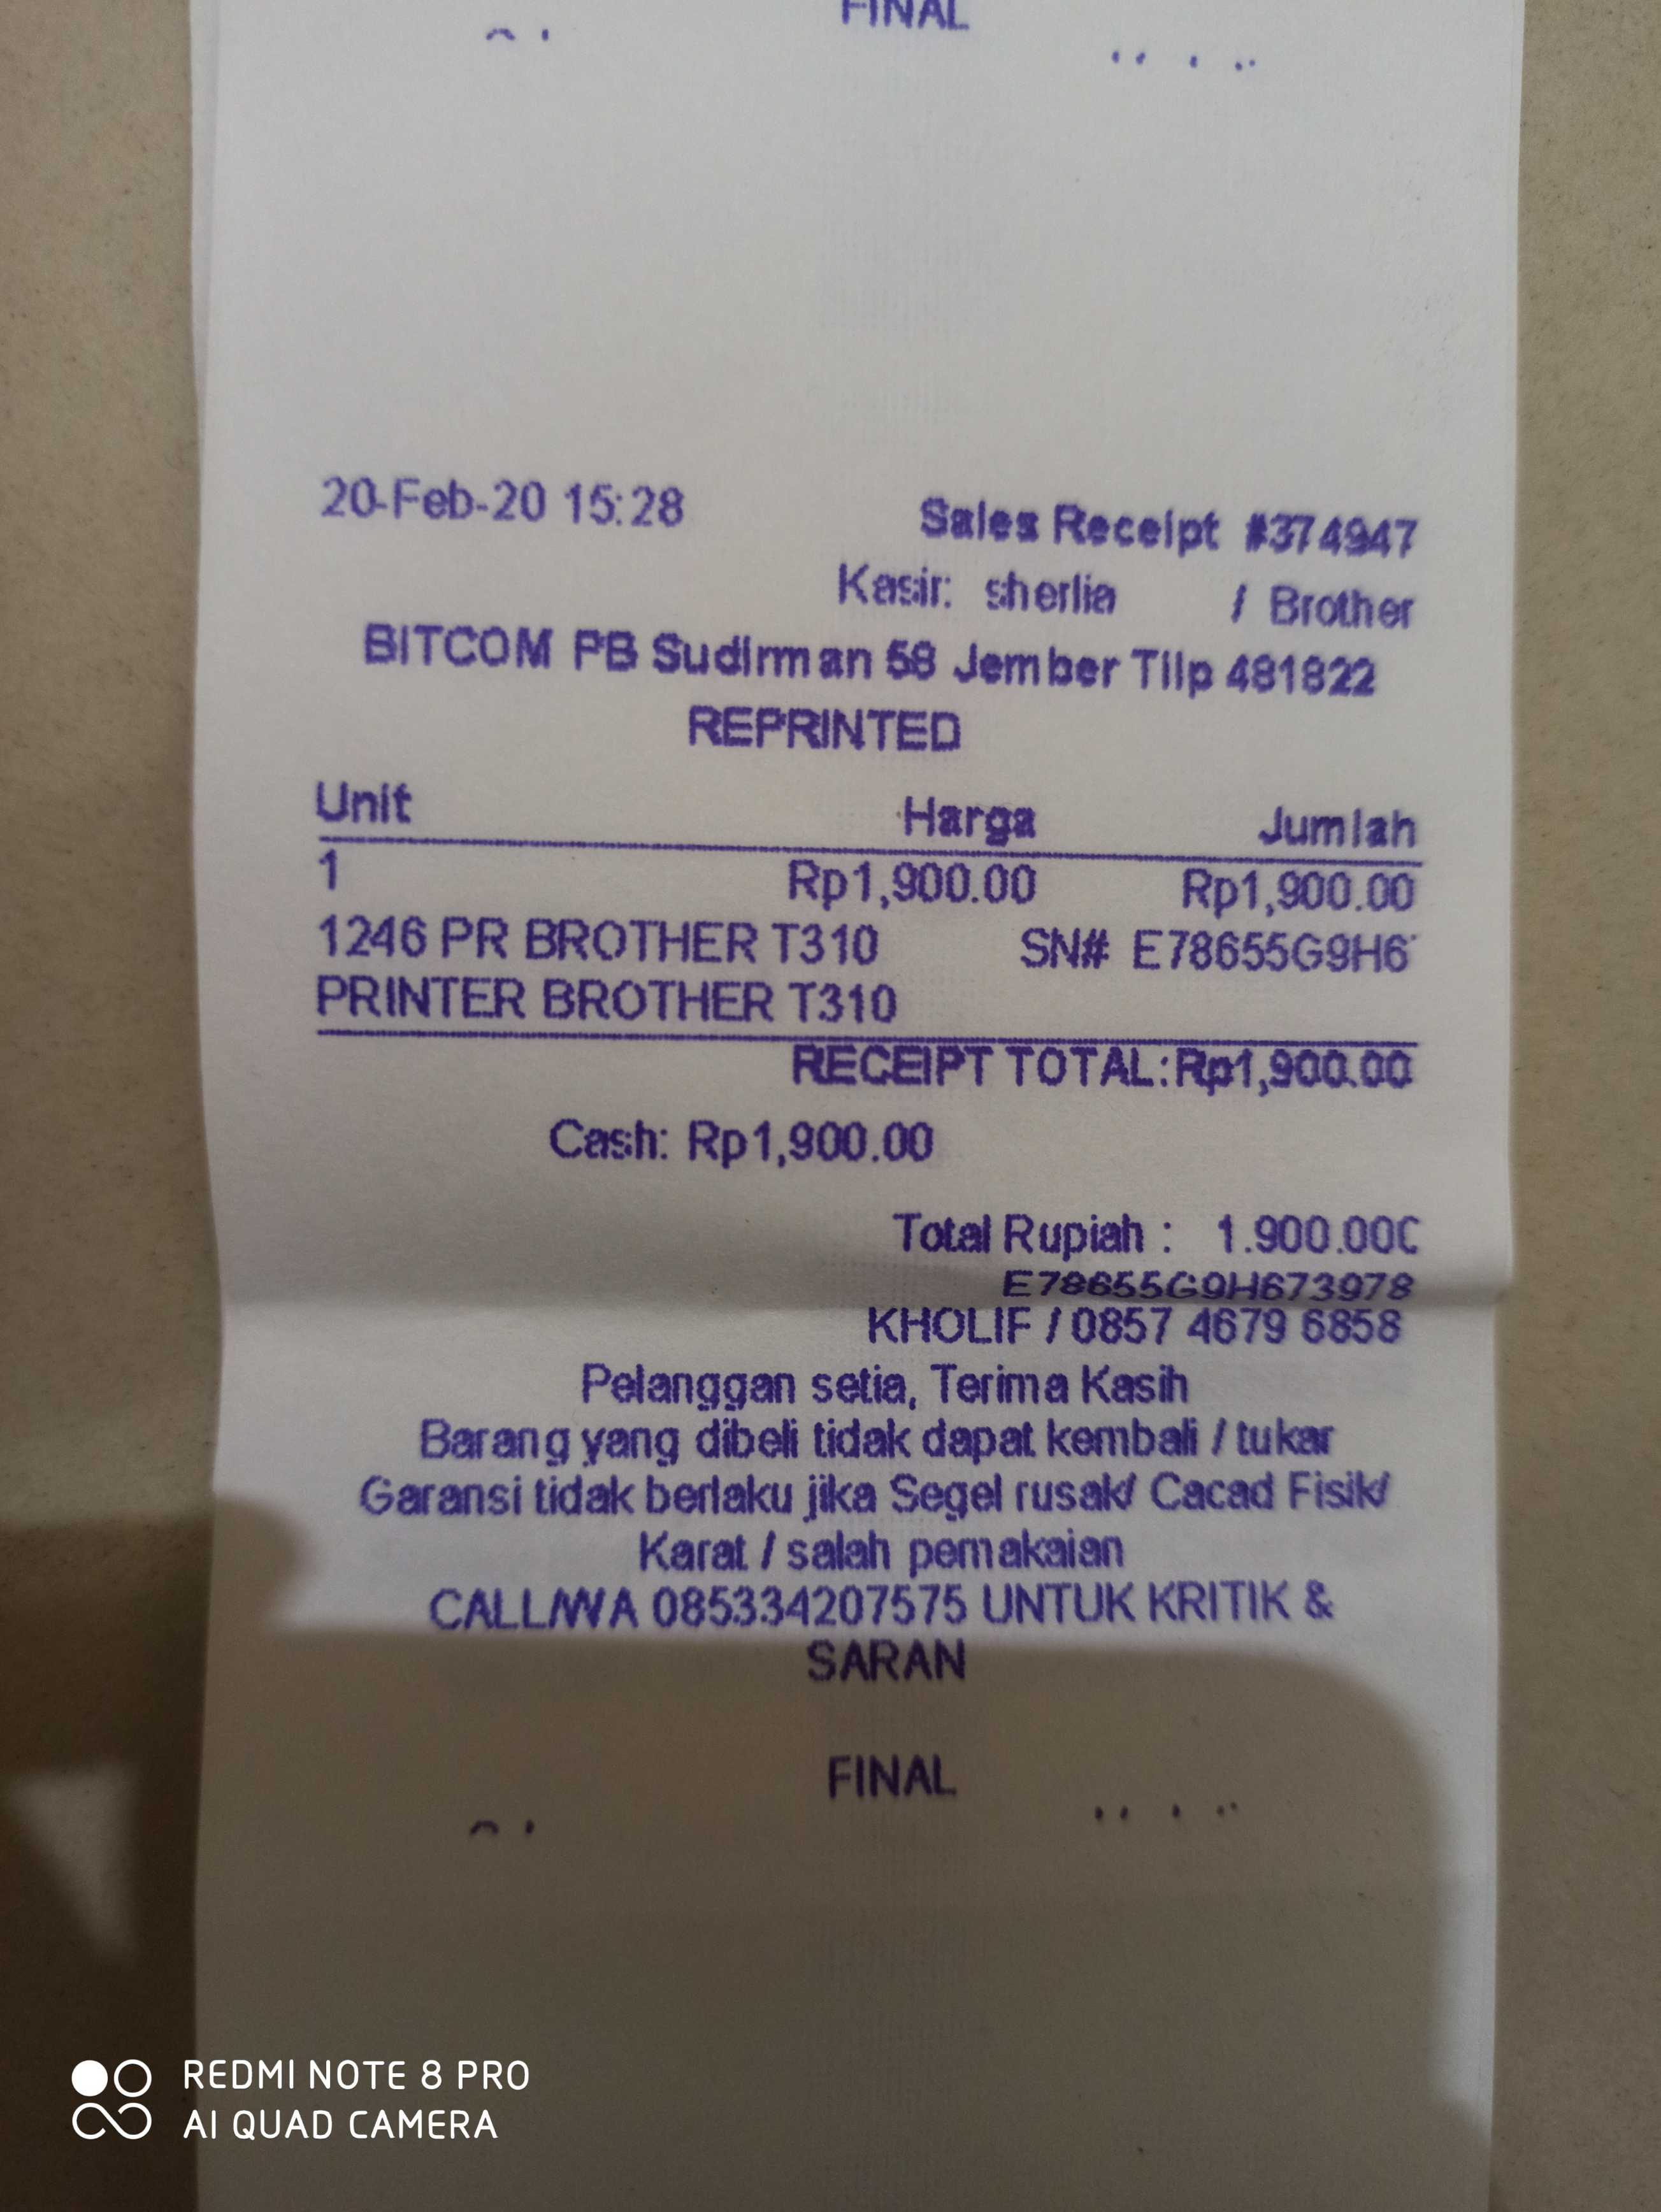 FINAL
20-Feb-20 15:28
Sales Receipt #374947
Kasir: sherlia / Brother
BITCOM PB Sudirman 58 Jember Tllp 481822
REPRINTED
Unit Harga Jumlah
1 Rp1,900.00 Rp1,900.00
1246 PR BROTHER T310 SN# E78655G9H6
PRINTER BROTHER T310
RECEIPT TOTAL: Rp1,900.00
Cash: Rp1,900.00
Total Rupiah : 1.900.000
E78655G9H673978
KHOLIF / 0857 4679 6858
Pelanggan setia, Terima Kasih
Barang yang dibeli tidak dapat kembali / tukar
Garansi tidak berlaku jika Segel rusak/ Cacad Fisik/
Karat / salah pemakaian
CALL/WA 085334207575 UNTUK KRITIK &
SARAN
FINAL
REDMI NOTE 8 PRO
AI QUAD CAMERA